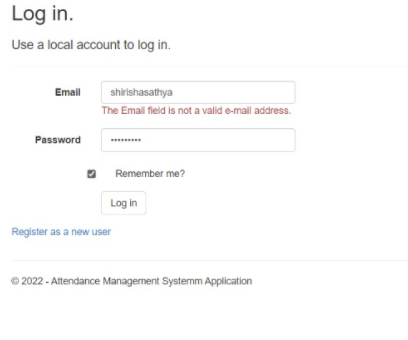 Log in.
Use a local account to log in.
Email shirishasathya
The Email field is not a valid e-mail address.
Password •••••••••
Remember me?
Log in
Register as a new user
© 2022 - Attendance Management Systemm Application